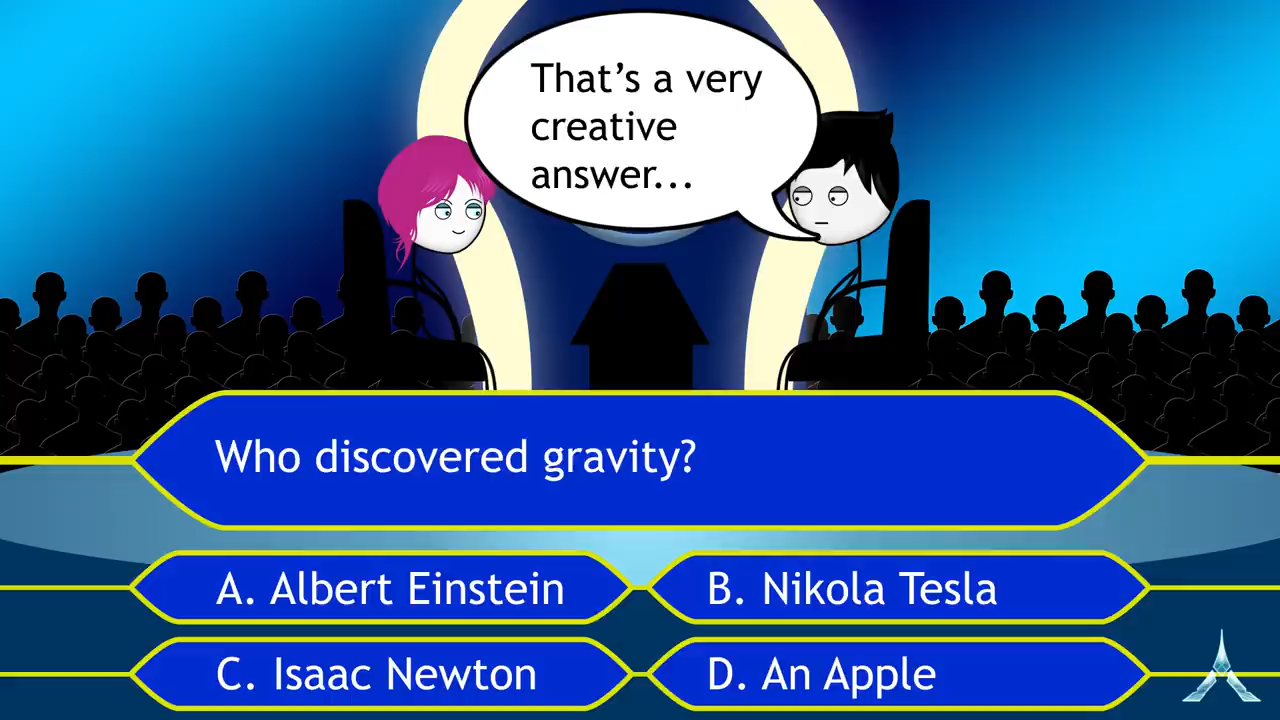 That's a very
creative
answer...
Who discovered gravity?
A. Albert Einstein
B. Nikola Tesla
C. Isaac Newton
D. An Apple